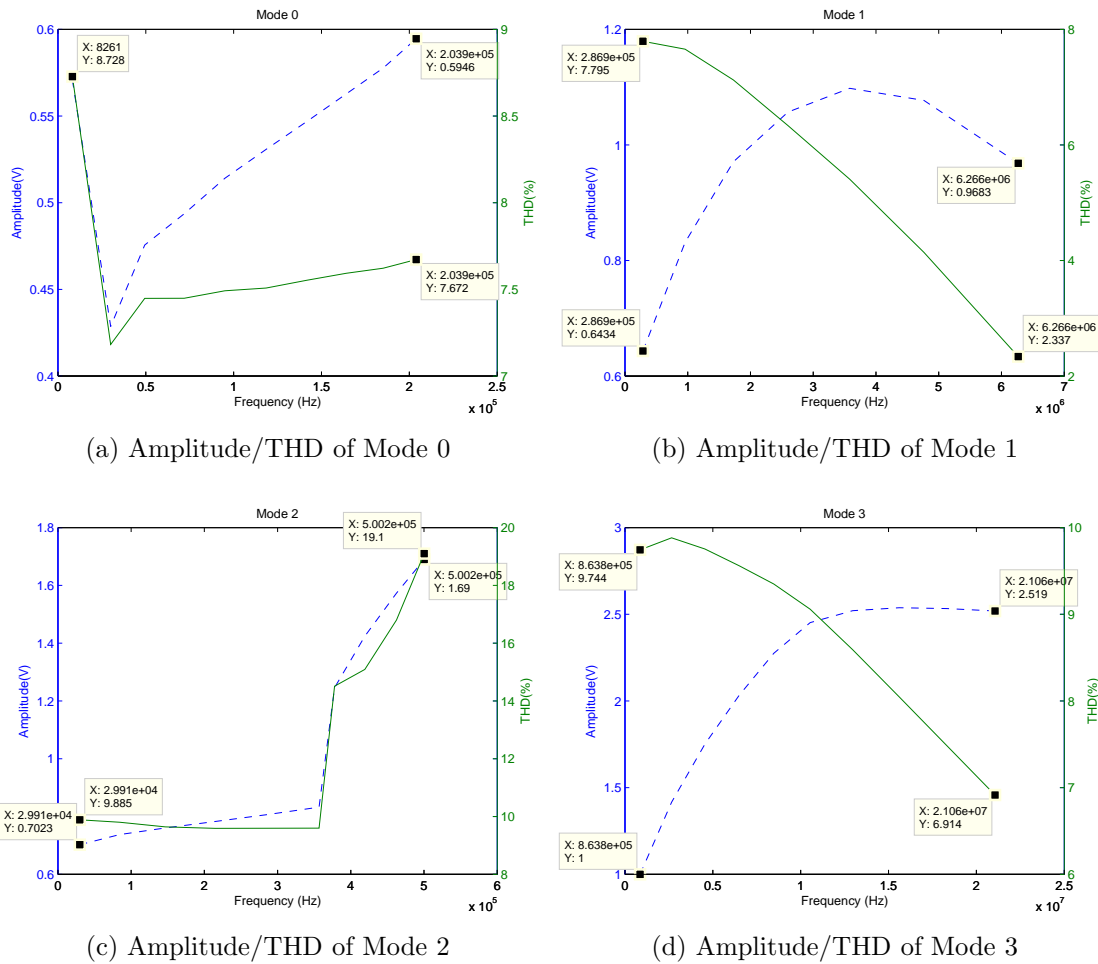 Mode 0
0.6
0.55
0.5
0.45
0.4
Amplitude(V)
9
8.5
8
7.5
7
THD(%)
X: 8261
Y: 8.728
X: 2.039e+05
Y: 0.5946
X: 2.039e+05
Y: 7.672
0 0.5 1 1.5 2 2.5
Frequency (Hz)
x 10^5
(a) Amplitude/THD of Mode 0
Mode 1
1.2
1
0.8
0.6
Amplitude(V)
8
6
4
2
THD(%)
X: 2.869e+05
Y: 7.795
X: 6.266e+06
Y: 0.9683
X: 2.869e+05
Y: 0.6434
X: 6.266e+06
Y: 2.337
0 1 2 3 4 5 6 7
Frequency (Hz)
x 10^6
(b) Amplitude/THD of Mode 1
Mode 2
1.8
1.6
1.4
1.2
1
0.8
0.6
Amplitude(V)
20
18
16
14
12
10
8
THD(%)
X: 5.002e+05
Y: 19.1
X: 5.002e+05
Y: 1.69
X: 2.991e+04
Y: 9.885
X: 2.991e+04
Y: 0.7023
0 1 2 3 4 5 6
Frequency (Hz)
x 10^5
(c) Amplitude/THD of Mode 2
Mode 3
3
2.5
2
1.5
1
Amplitude(V)
10
9
8
7
6
THD(%)
X: 8.638e+05
Y: 9.744
X: 2.106e+07
Y: 2.519
X: 2.106e+07
Y: 6.914
X: 8.638e+05
Y: 1
0 0.5 1 1.5 2 2.5
Frequency (Hz)
x 10^7
(d) Amplitude/THD of Mode 3